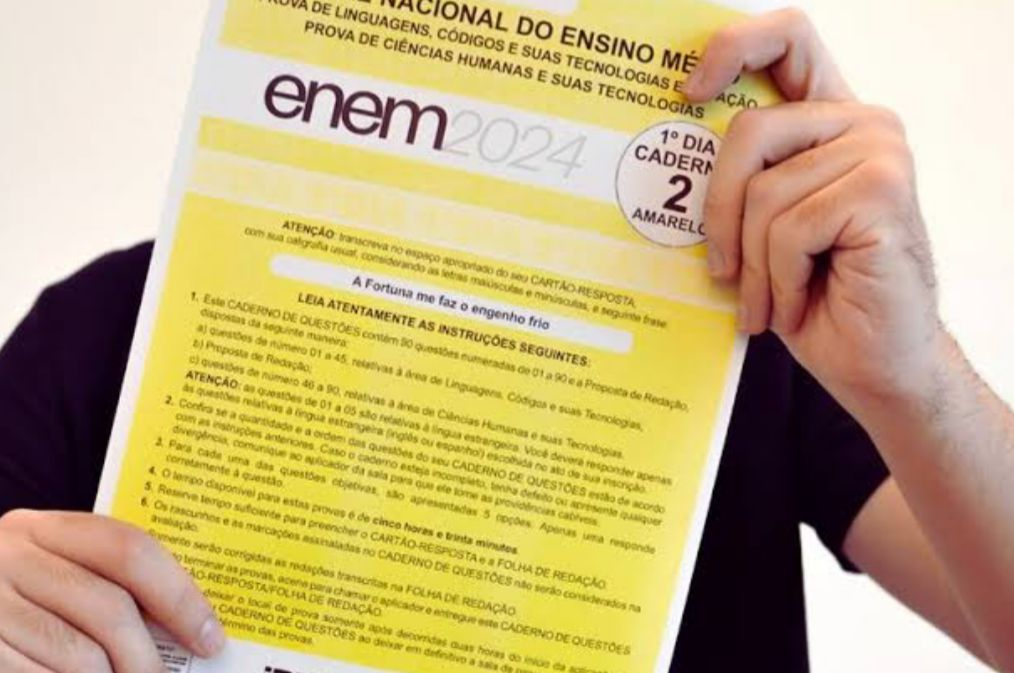 NACIONAL DO ENSINO MÉ
PROVA DE LINGUAGENS, CÓDIGOS E SUAS TECNOLOGIAS E AÇÃO
PROVA DE CIÊNCIAS HUMANAS E SUAS TECNOLOGIAS
enem2024
1º DIA
CADERN
2
AMARELO
ATENÇÃO: transcreva no espaço apropriado do seu CARTÃO-RESPOSTA,
com sua caligrafia usual, considerando as letras maiúsculas e minúsculas, a seguinte frase:
A Fortuna me faz o engenho frio
LEIA ATENTAMENTE AS INSTRUÇÕES SEGUINTES:
1. Este CADERNO DE QUESTÕES contém 90 questões numeradas de 01 a 90 e a Proposta de Redação,
dispostas da seguinte maneira:
a) questões de número 01 a 45, relativas à área de Linguagens, Códigos e suas Tecnologias;
b) Proposta de Redação;
c) questões de número 46 a 90, relativas à área de Ciências Humanas e suas Tecnologias.
ATENÇÃO: as questões de 01 a 05 são relativas à língua estrangeira. Você deverá responder apenas
às questões relativas à língua estrangeira (inglês ou espanhol) escolhida no ato de sua inscrição.
2. Confira se a quantidade e a ordem das questões do seu CADERNO DE QUESTÕES estão de acordo
com as instruções anteriores. Caso o caderno esteja incompleto, tenha defeito ou apresente qualquer
divergência, comunique ao aplicador da sala para que ele tome as providências cabíveis.
3. Para cada uma das questões objetivas, são apresentadas 5 opções. Apenas uma responde
corretamente à questão.
4. O tempo disponível para estas provas é de cinco horas e trinta minutos.
5. Reserve tempo suficiente para preencher o CARTÃO-RESPOSTA e a FOLHA DE REDAÇÃO.
6. Os rascunhos e as marcações assinaladas no CADERNO DE QUESTÕES não serão considerados na
avaliação.
omente serão corrigidas as redações transcritas na FOLHA DE REDAÇÃO.
do terminar as provas, acene para chamar o aplicador e entregue este CADERNO DE QUESTÕES
ÃO-RESPOSTA/FOLHA DE REDAÇÃO.
deixar o local de prova somente após decorridas duas horas do início da aplicação
CADERNO DE QUESTÕES ao deixar em definitivo a sala de
término das provas.